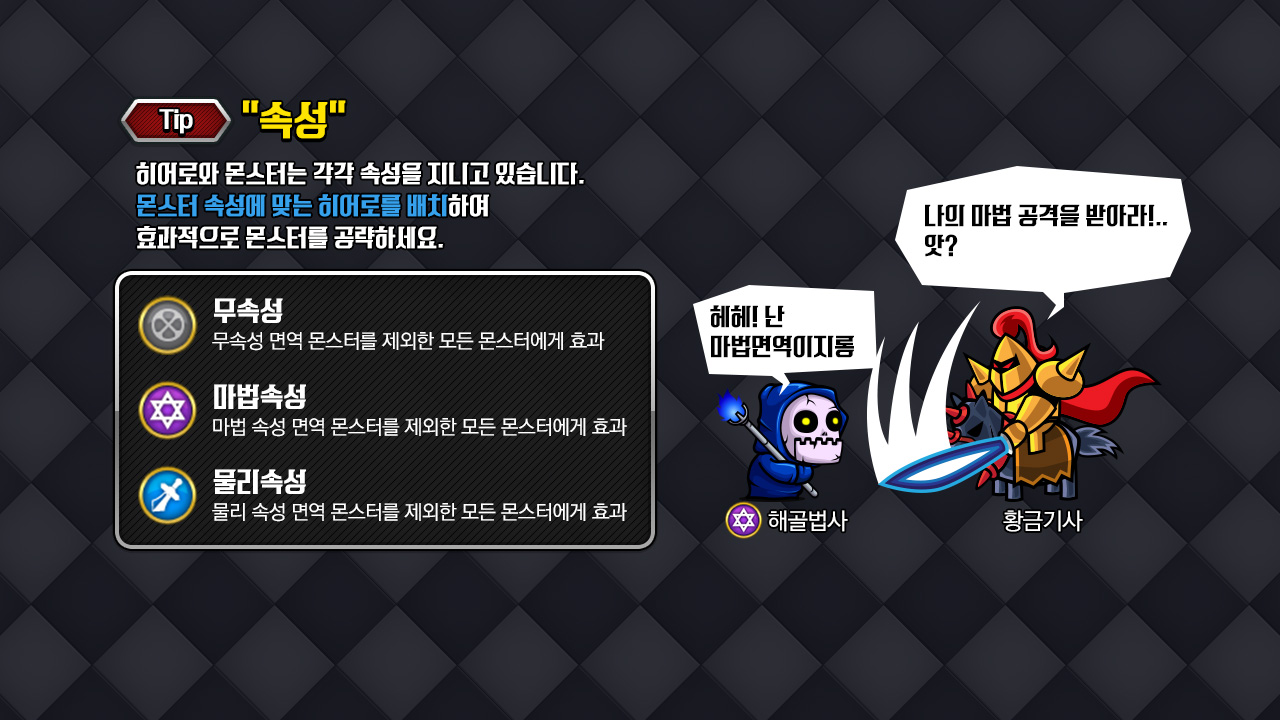 Tip "속성"
히어로와 몬스터는 각각 속성을 지니고 있습니다.
몬스터 속성에 맞는 히어로를 배치하여
효과적으로 몬스터를 공략하세요.
무속성
무속성 면역 몬스터를 제외한 모든 몬스터에게 효과
마법속성
마법 속성 면역 몬스터를 제외한 모든 몬스터에게 효과
물리속성
물리 속성 면역 몬스터를 제외한 모든 몬스터에게 효과
나의 마법 공격을 받아라!..
앗?
헤헤! 난
마법면역이지롱
해골법사
황금기사